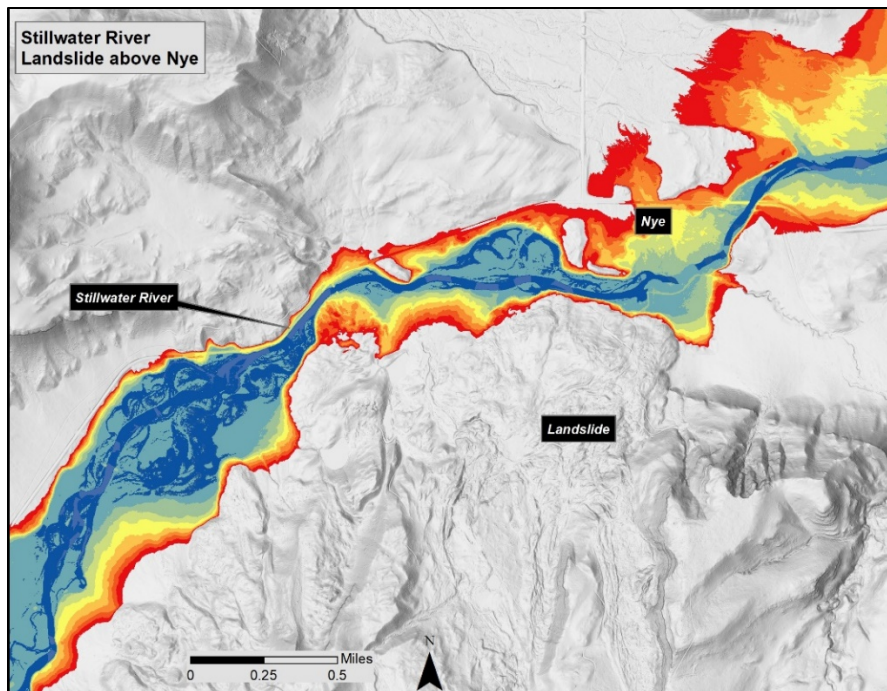 Stillwater River
Landslide above Nye
Nye
Stillwater River
Landslide
N
Miles
0 0.25 0.5